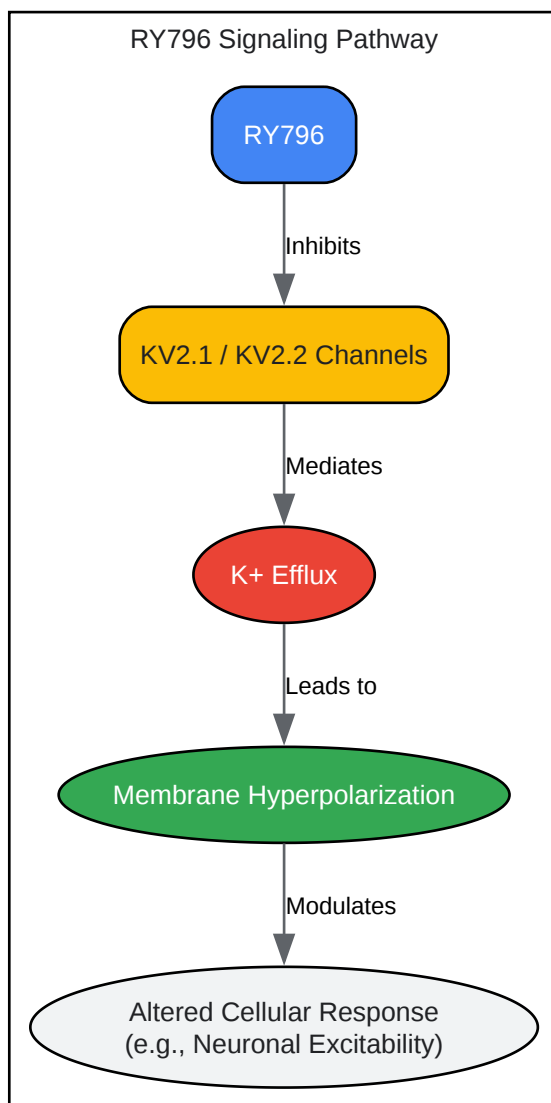 RY796 Signaling Pathway
RY796
Inhibits
KV2.1 / KV2.2 Channels
Mediates
K+ Efflux
Leads to
Membrane Hyperpolarization
Modulates
Altered Cellular Response
(e.g., Neuronal Excitability)